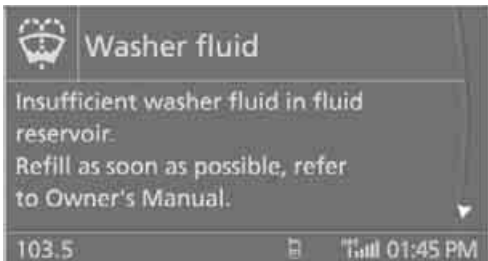 Washer fluid
Insufficient washer fluid in fluid
reservoir.
Refill as soon as possible, refer
to Owner's Manual.
103.5 01:45 PM